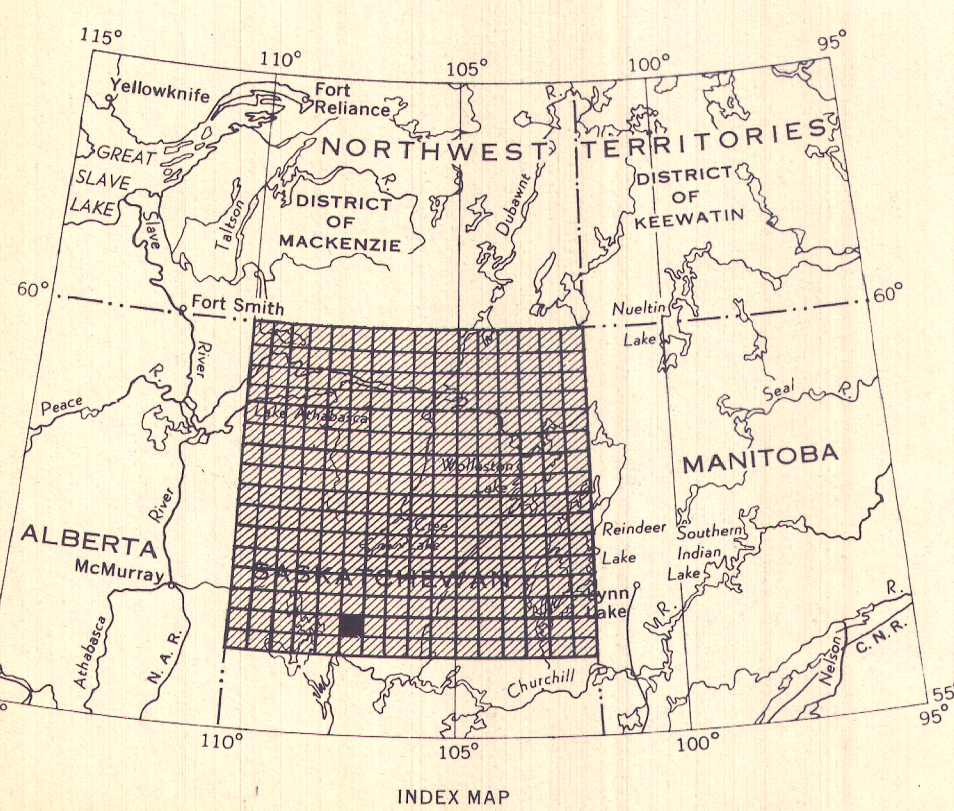 115°
110°
105°
100°
95°
Yellowknife
Fort
Reliance
R.
NORTHWEST TERRITORIES
GREAT
SLAVE
LAKE
Slave
Taltson
R.
DISTRICT
OF
MACKENZIE
Dubawnt
DISTRICT
OF
KEEWATIN
60°
Fort Smith
Nueltin
Lake
60°
River
Peace
R.
Lake Athabasca
Seal R.
Wollaston
Lake
MANITOBA
River
Cree
Lake
Reindeer
Lake
Southern
Indian
Lake
ALBERTA
McMurray
SASKATCHEWAN
Lynn
Lake
R.
R.
Athabasca
N. A. R.
Churchill
Nelson
C. N. R.
55°
95°
110°
105°
100°
INDEX MAP